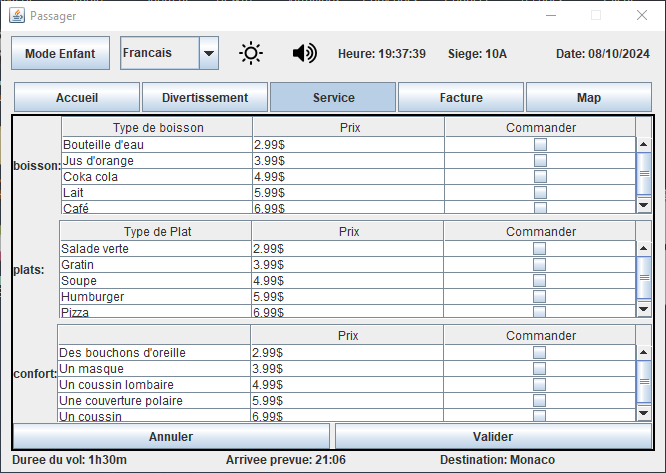 Passager
Mode Enfant Francais Heure: 19:37:39 Siege: 10A Date: 08/10/2024
Accueil Divertissement Service Facture Map
boisson:
Type de boisson Prix Commander
Bouteille d'eau 2.99$
Jus d'orange 3.99$
Coka cola 4.99$
Lait 5.99$
Café 6.99$
plats:
Type de Plat Prix Commander
Salade verte 2.99$
Gratin 3.99$
Soupe 4.99$
Humburger 5.99$
Pizza 6.99$
confort:
Prix Commander
Des bouchons d'oreille 2.99$
Un masque 3.99$
Un coussin lombaire 4.99$
Une couverture polaire 5.99$
Un coussin 6.99$
Annuler Valider
Duree du vol: 1h30m Arrivee prevue: 21:06 Destination: Monaco